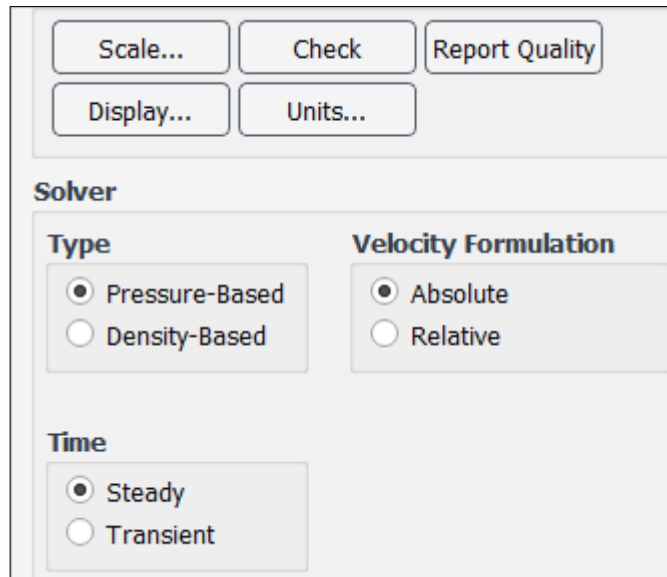 Scale...
Check
Report Quality
Display...
Units...
Solver
Type
Velocity Formulation
Pressure-Based
Absolute
Density-Based
Relative
Time
Steady
Transient